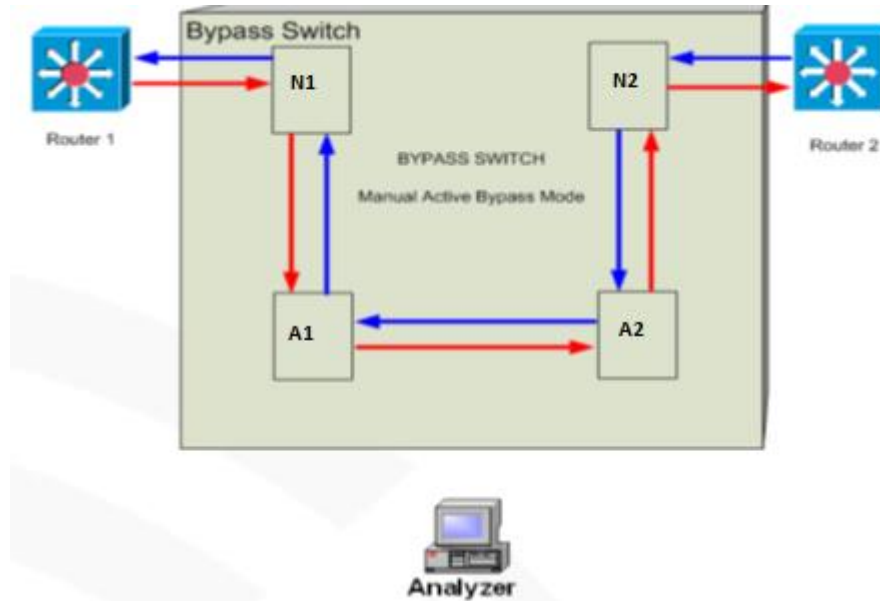 Bypass Switch
N1
N2
Router 1
Router 2
BYPASS SWITCH
Manual Active Bypass Mode
A1
A2
Analyzer